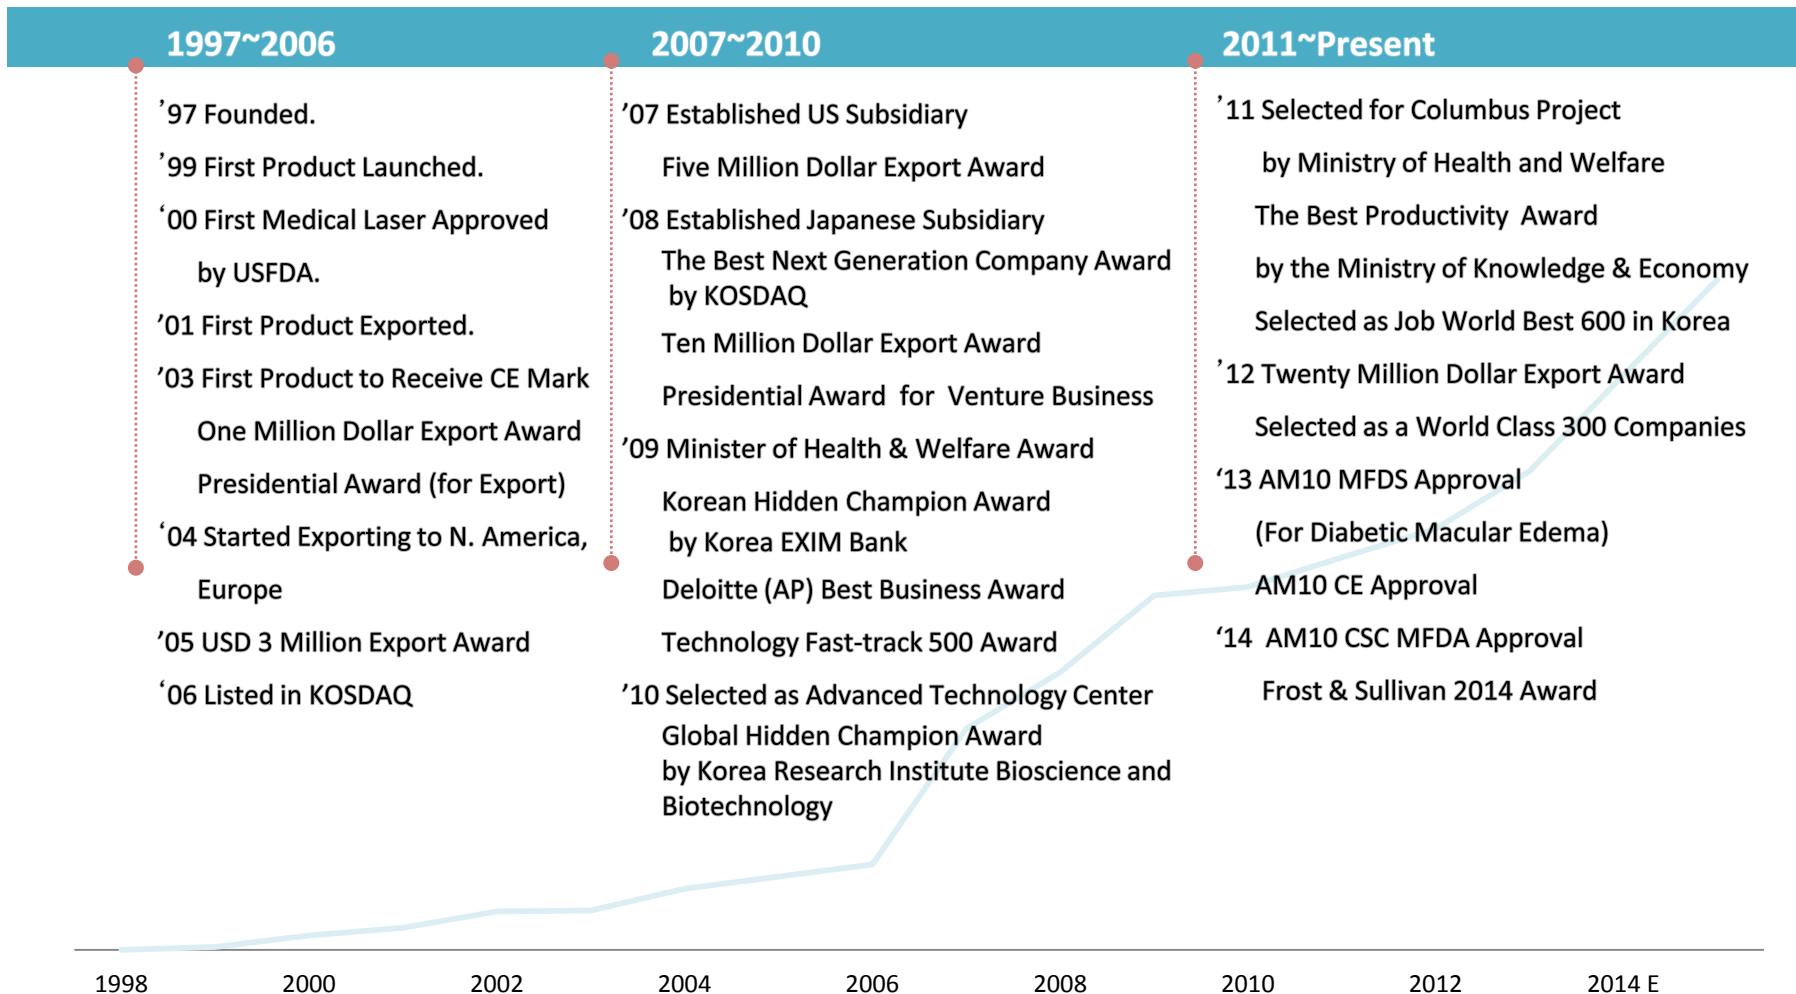 1997~2006
’97 Founded.
’99 First Product Launched.
‘00 First Medical Laser Approved
by USFDA.
’01 First Product Exported.
’03 First Product to Receive CE Mark
One Million Dollar Export Award
Presidential Award (for Export)
‘04 Started Exporting to N. America,
Europe
’05 USD 3 Million Export Award
‘06 Listed in KOSDAQ
2007~2010
’07 Established US Subsidiary
Five Million Dollar Export Award
’08 Established Japanese Subsidiary
The Best Next Generation Company Award
by KOSDAQ
Ten Million Dollar Export Award
Presidential Award for Venture Business
’09 Minister of Health & Welfare Award
Korean Hidden Champion Award
by Korea EXIM Bank
Deloitte (AP) Best Business Award
Technology Fast-track 500 Award
’10 Selected as Advanced Technology Center
Global Hidden Champion Award
by Korea Research Institute Bioscience and
Biotechnology
2011~Present
’11 Selected for Columbus Project
by Ministry of Health and Welfare
The Best Productivity Award
by the Ministry of Knowledge & Economy
Selected as Job World Best 600 in Korea
’12 Twenty Million Dollar Export Award
Selected as a World Class 300 Companies
‘13 AM10 MFDS Approval
(For Diabetic Macular Edema)
AM10 CE Approval
‘14 AM10 CSC MFDA Approval
Frost & Sullivan 2014 Award
1998 2000 2002 2004 2006 2008 2010 2012 2014 E